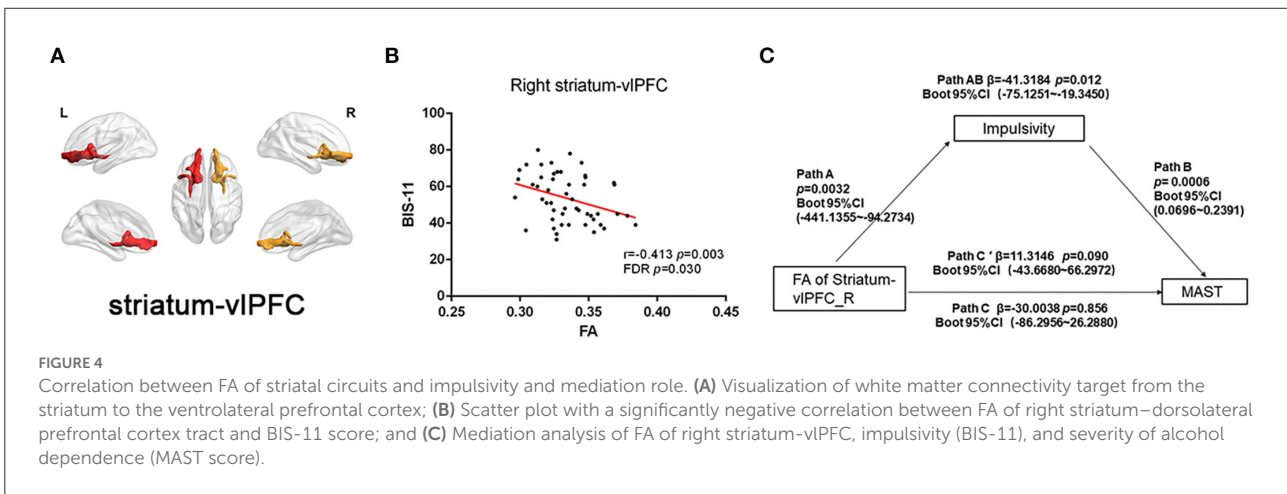 A
L
R
striatum-vlPFC
B
Right striatum-vlPFC
BIS-11
100
80
60
40
20
0
r=-0.413 p=0.003
FDR p=0.030
0.25
0.30
0.35
0.40
0.45
FA
C
Path AB β=-41.3184 p=0.012
Boot 95%CI (-75.1251~-19.3450)
Impulsivity
Path A
p=0.0032
Boot 95%CI
(-441.1355~-94.2734)
Path B
p= 0.0006
Boot 95%CI
(0.0696~0.2391)
FA of Striatum-
vlPFC_R
Path C ′ β=11.3146 p=0.090
Boot 95%CI (-43.6680~66.2972)
MAST
Path C β=-30.0038 p=0.856
Boot 95%CI (-86.2956~26.2880)
FIGURE 4
Correlation between FA of striatal circuits and impulsivity and mediation role. (A) Visualization of white matter connectivity target from the
striatum to the ventrolateral prefrontal cortex; (B) Scatter plot with a significantly negative correlation between FA of right striatum–dorsolateral
prefrontal cortex tract and BIS-11 score; and (C) Mediation analysis of FA of right striatum-vlPFC, impulsivity (BIS-11), and severity of alcohol
dependence (MAST score).